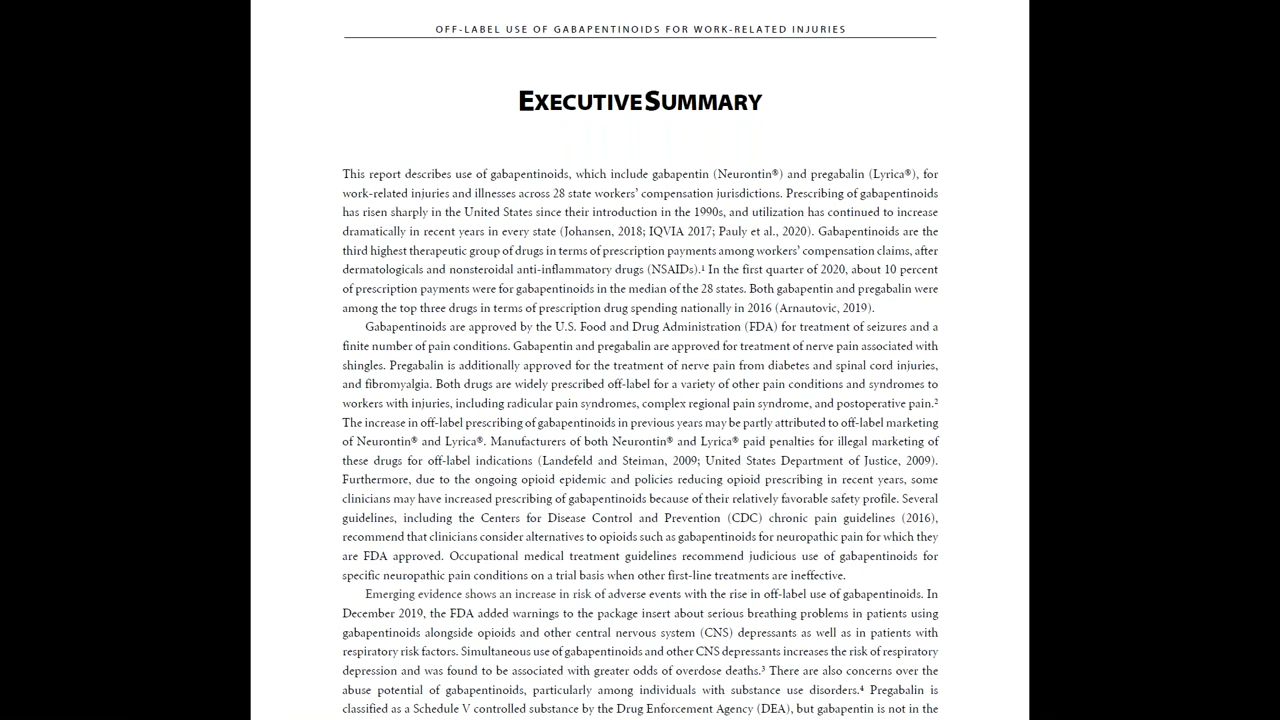 OFF-LABEL USE OF GABAPENTINOIDS FOR WORK-RELATED INJURIES
EXECUTIVE SUMMARY
This report describes use of gabapentinoids, which include gabapentin (Neurontin®) and pregabalin (Lyrica®), for
work-related injuries and illnesses across 28 state workers’ compensation jurisdictions. Prescribing of gabapentinoids
has risen sharply in the United States since their introduction in the 1990s, and utilization has continued to increase
dramatically in recent years in every state (Johansen, 2018; IQVIA 2017; Pauly et al., 2020). Gabapentinoids are the
third highest therapeutic group of drugs in terms of prescription payments among workers’ compensation claims, after
dermatologicals and nonsteroidal anti-inflammatory drugs (NSAIDs).¹ In the first quarter of 2020, about 10 percent
of prescription payments were for gabapentinoids in the median of the 28 states. Both gabapentin and pregabalin were
among the top three drugs in terms of prescription drug spending nationally in 2016 (Arnautovic, 2019).
Gabapentinoids are approved by the U.S. Food and Drug Administration (FDA) for treatment of seizures and a
finite number of pain conditions. Gabapentin and pregabalin are approved for treatment of nerve pain associated with
shingles. Pregabalin is additionally approved for the treatment of nerve pain from diabetes and spinal cord injuries,
and fibromyalgia. Both drugs are widely prescribed off-label for a variety of other pain conditions and syndromes to
workers with injuries, including radicular pain syndromes, complex regional pain syndrome, and postoperative pain.²
The increase in off-label prescribing of gabapentinoids in previous years may be partly attributed to off-label marketing
of Neurontin® and Lyrica®. Manufacturers of both Neurontin® and Lyrica® paid penalties for illegal marketing of
these drugs for off-label indications (Landefeld and Steiman, 2009; United States Department of Justice, 2009).
Furthermore, due to the ongoing opioid epidemic and policies reducing opioid prescribing in recent years, some
clinicians may have increased prescribing of gabapentinoids because of their relatively favorable safety profile. Several
guidelines, including the Centers for Disease Control and Prevention (CDC) chronic pain guidelines (2016),
recommend that clinicians consider alternatives to opioids such as gabapentinoids for neuropathic pain for which they
are FDA approved. Occupational medical treatment guidelines recommend judicious use of gabapentinoids for
specific neuropathic pain conditions on a trial basis when other first-line treatments are ineffective.
Emerging evidence shows an increase in risk of adverse events with the rise in off-label use of gabapentinoids. In
December 2019, the FDA added warnings to the package insert about serious breathing problems in patients using
gabapentinoids alongside opioids and other central nervous system (CNS) depressants as well as in patients with
respiratory risk factors. Simultaneous use of gabapentinoids and other CNS depressants increases the risk of respiratory
depression and was found to be associated with greater odds of overdose deaths.³ There are also concerns over the
abuse potential of gabapentinoids, particularly among individuals with substance use disorders.⁴ Pregabalin is
classified as a Schedule V controlled substance by the Drug Enforcement Agency (DEA), but gabapentin is not in the